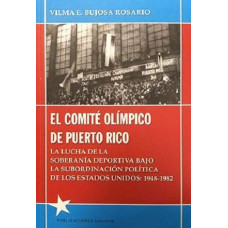 VILMA E. BUJOSA ROSARIO
EL COMITÉ OLÍMPICO
DE PUERTO RICO
LA LUCHA DE LA
SOBERANÍA DEPORTIVA BAJO
LA SUBORDINACIÓN POLÍTICA
DE LOS ESTADOS UNIDOS: 1948-1982